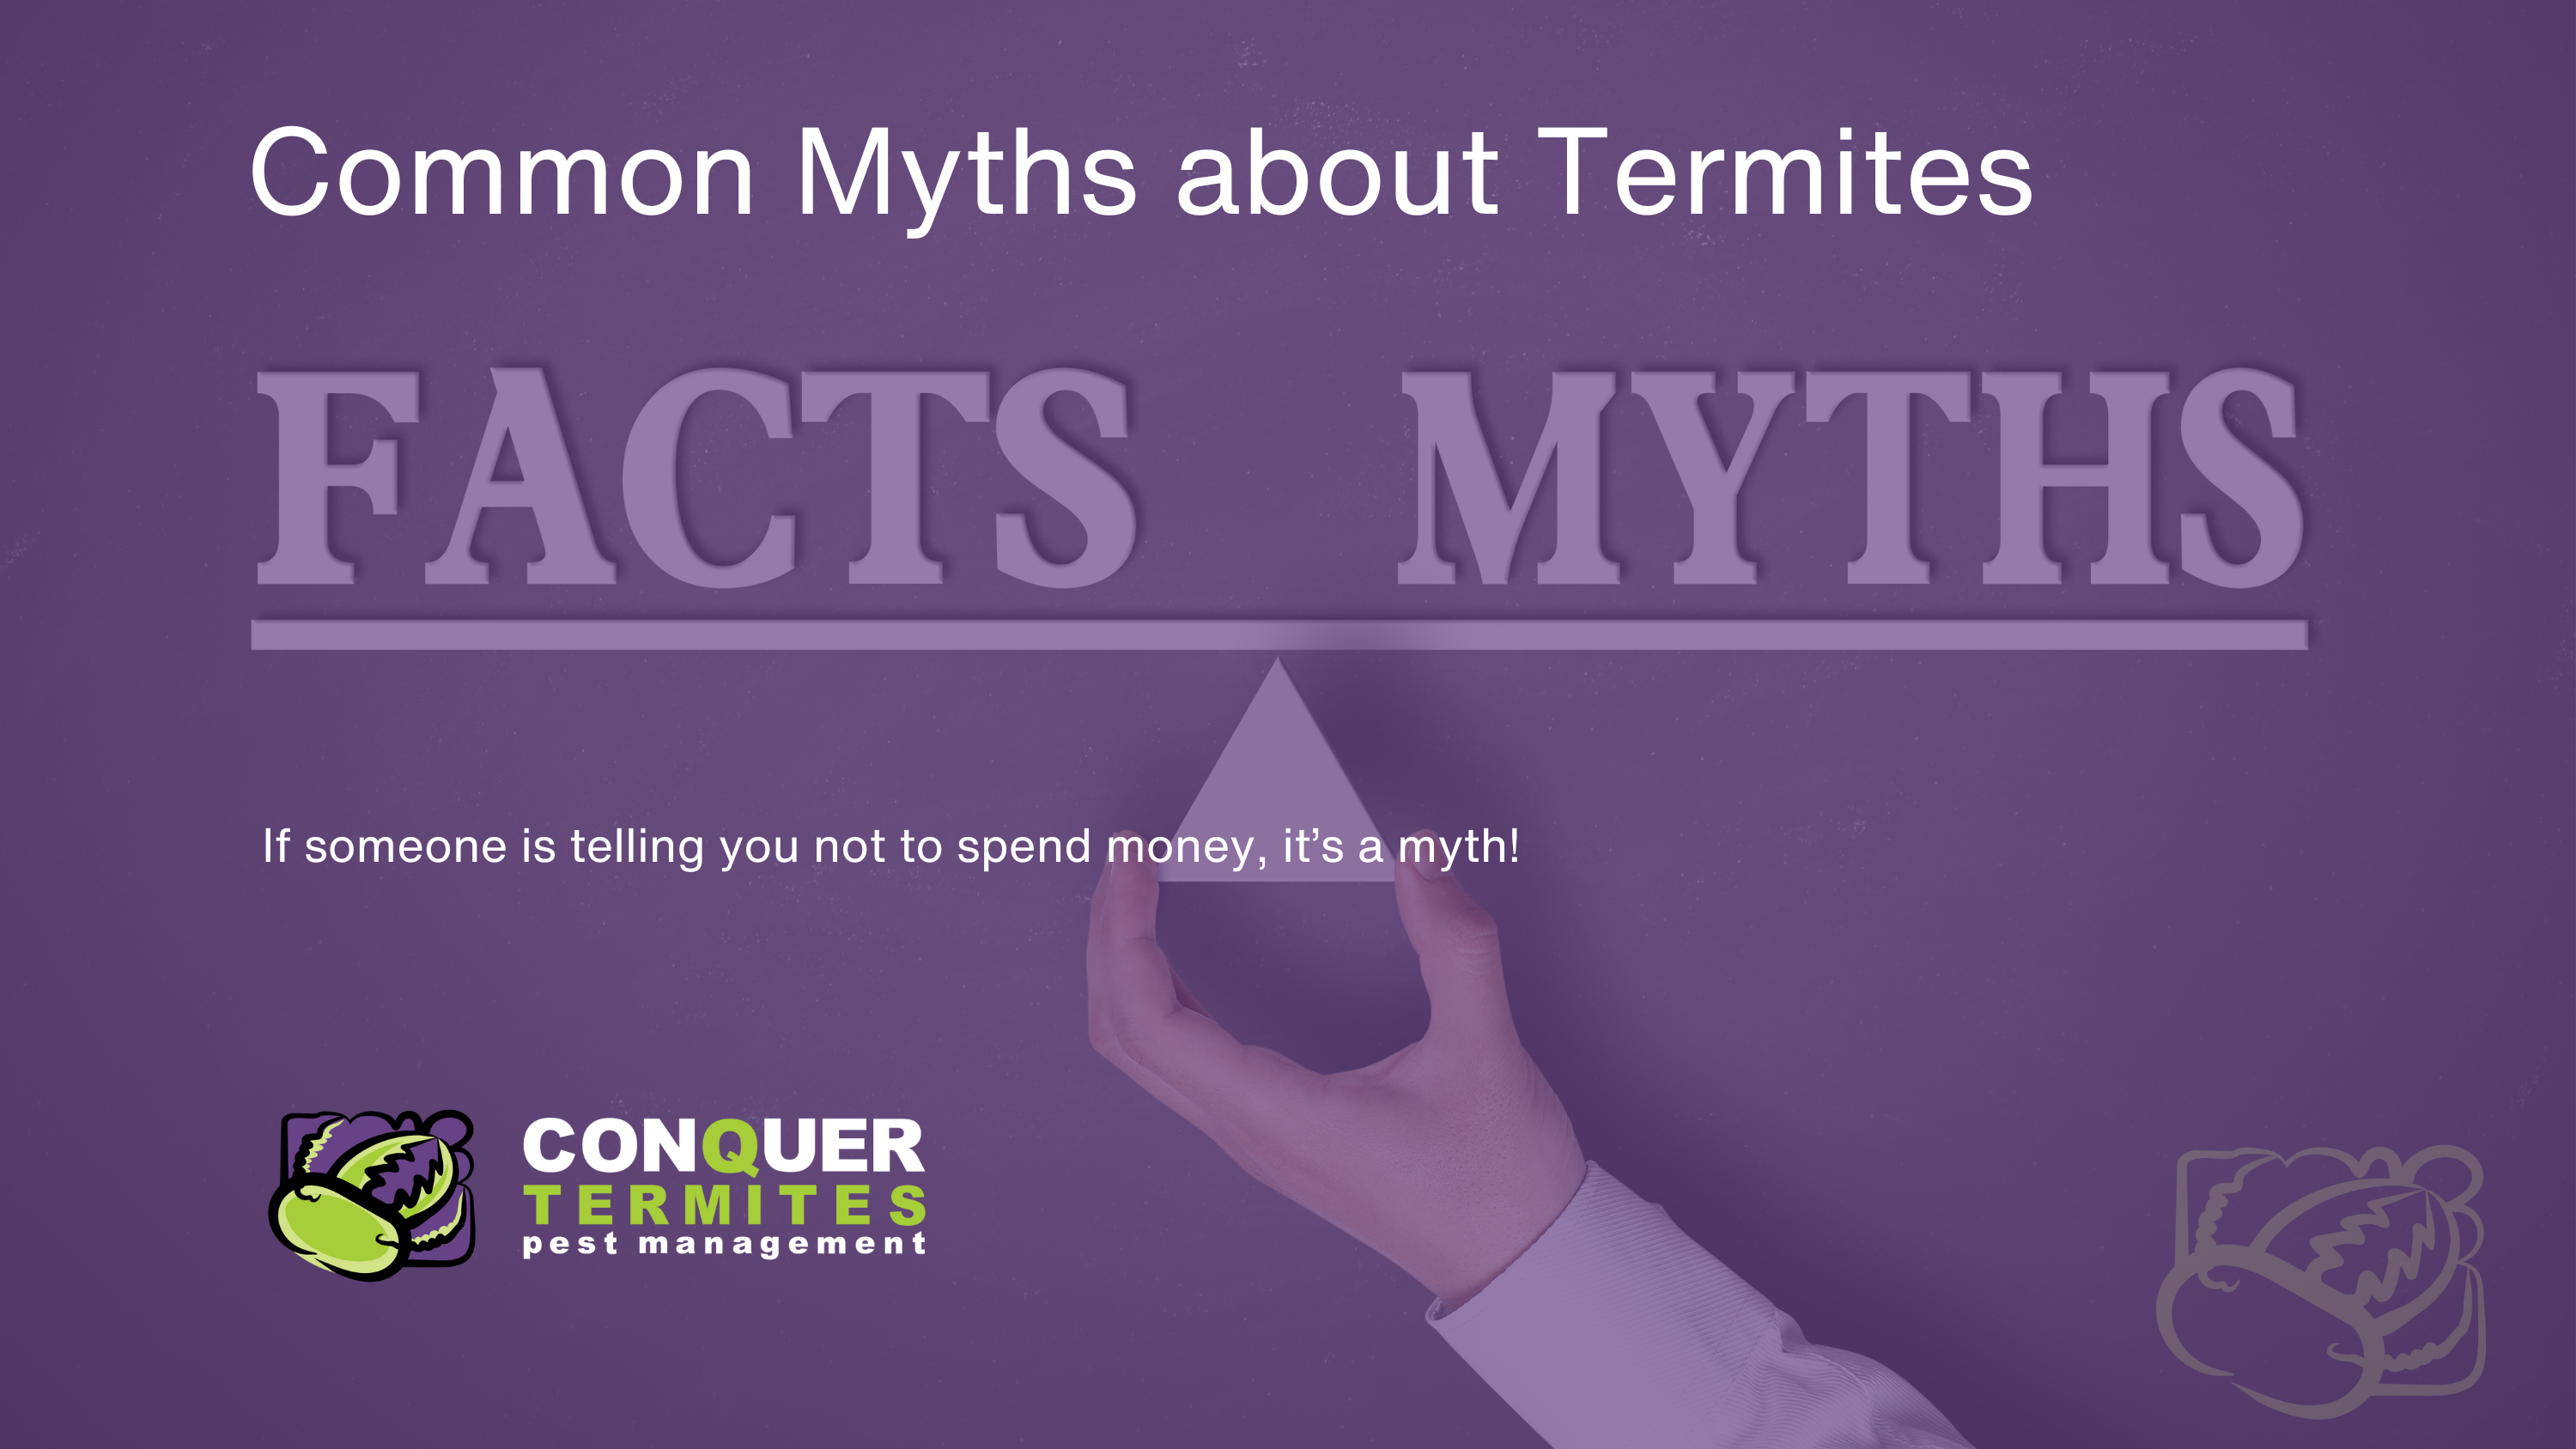 Common Myths about Termites
FACTS MYTHS
If someone is telling you not to spend money, it’s a myth!
CONQUER
TERMITES
pest management